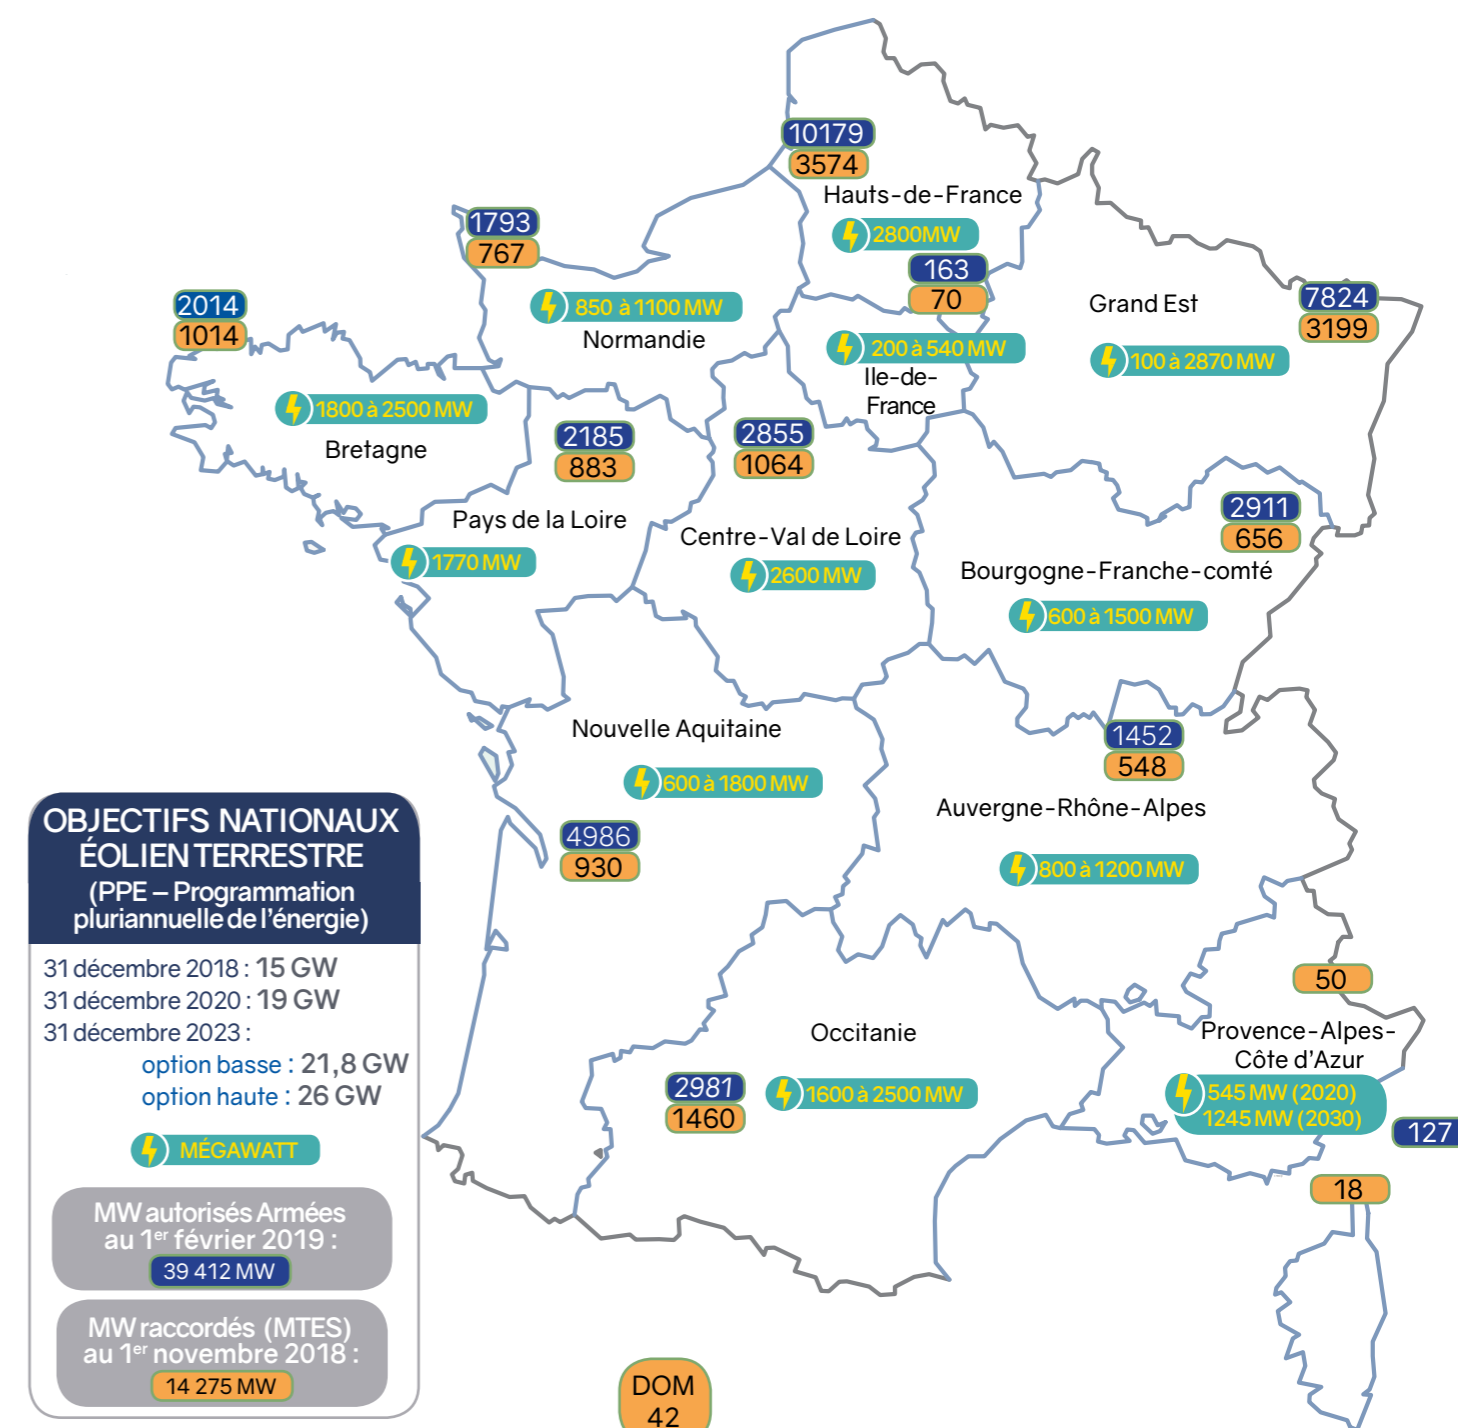 10179
3574
Hauts-de-France
2800MW
1793
767
163
70
2014
1014
850 à 1100 MW
Normandie
Grand Est
7824
3199
200 à 540 MW
Ile-de-
France
100 à 2870 MW
1800 à 2500 MW
Bretagne
2185
883
2855
1064
2911
656
Pays de la Loire
1770 MW
Centre-Val de Loire
2600 MW
Bourgogne-Franche-comté
600 à 1500 MW
Nouvelle Aquitaine
600 à 1800 MW
1452
548
Auvergne-Rhône-Alpes
800 à 1200 MW
4986
930
50
Occitanie
2981
1460
1600 à 2500 MW
Provence-Alpes-
Côte d'Azur
545 MW (2020)
1245 MW (2030)
127
18
OBJECTIFS NATIONAUX
ÉOLIEN TERRESTRE
(PPE – Programmation
pluriannuelle de l'énergie)
31 décembre 2018 : 15 GW
31 décembre 2020 : 19 GW
31 décembre 2023 :
option basse : 21,8 GW
option haute : 26 GW
MÉGAWATT
MW autorisés Armées
au 1er février 2019 :
39 412 MW
MW raccordés (MTES)
au 1er novembre 2018 :
14 275 MW
DOM
42